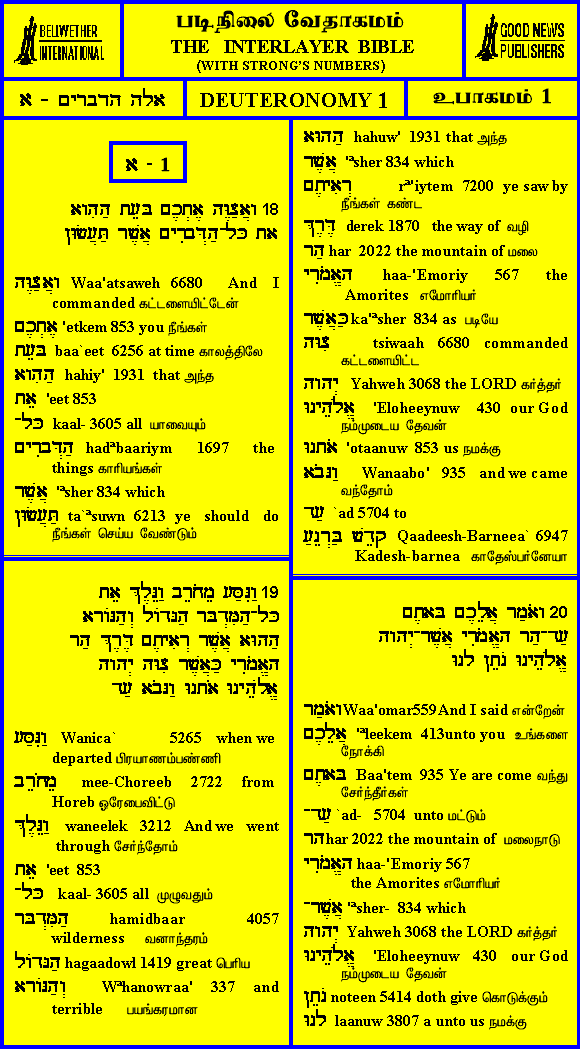 BELLWETHER
INTERNATIONAL
படிநிலை வேதாகமம்
THE INTERLAYER BIBLE
(WITH STRONG'S NUMBERS)
GOOD NEWS
PUBLISHERS
אלה הדברים - א
DEUTERONOMY 1
உபாகமம் 1
א - 1
18 וָאֲצַוֶּה אֶתְכֶם בָּעֵת הַהִוא
אֵת כָּל־הַדְּבָרִים אֲשֶׁר תַּעֲשׂוּן
וָאֲצַוֶּה Waa'atsaweh 6680 And I
commanded கட்டளையிட்டேன்
אֶתְכֶם 'etkem 853 you நீங்கள்
בָּעֵת baa`eet 6256 at time காலத்திலே
הַהִוא hahiy' 1931 that அந்த
אֵת 'eet 853
כָּל־ kaal- 3605 all யாவையும்
הַדְּבָרִים hadªbaariym 1697 the
things காரியங்கள்
אֲשֶׁר 'ªsher 834 which
תַּעֲשׂוּן ta`ªsuwn 6213 ye should do
நீங்கள் செய்ய வேண்டும்
19 וַנִּסַּע מֵחֹרֵב וַנֵּלֶךְ אֵת
כָּל־הַמִּדְבָּר הַגָּדוֹל וְהַנּוֹרָא
הַהוּא אֲשֶׁר רְאִיתֶם דֶּרֶךְ הַר
הָאֱמֹרִי כַּאֲשֶׁר צִוָּה יְהוָה
אֱלֹהֵינוּ אֹתָנוּ וַנָּבֹא עַד
וַנִּסַּע Wanica` 5265 when we
departed பிரயாணம்பண்ணி
מֵחֹרֵב mee-Choreeb 2722 from
Horeb ஓரேபைவிட்டு
וַנֵּלֶךְ waneelek 3212 And we went
through சேர்ந்தோம்
אֵת 'eet 853
כָּל־ kaal- 3605 all முழுவதும்
הַמִּדְבָּר hamidbaar 4057
wilderness வனாந்தரம்
הַגָּדוֹל hagaadowl 1419 great பெரிய
וְהַנּוֹרָא Wªhanowraa' 337 and
terrible பயங்கரமான
הַהוּא hahuw' 1931 that அந்த
אֲשֶׁר 'ªsher 834 which
רְאִיתֶם rª'iytem 7200 ye saw by
நீங்கள் கண்ட
דֶּרֶךְ derek 1870 the way of வழி
הַר har 2022 the mountain of மலை
הָאֱמֹרִי haa-'Emoriy 567 the
Amorites எமோரியர்
כַּאֲשֶׁר ka'ªsher 834 as படியே
צִוָּה tsiwaah 6680 commanded
கட்டளையிட்ட
יְהוָה Yahweh 3068 the LORD கர்த்தர்
אֱלֹהֵינוּ 'Eloheeynuw 430 our God
நம்முடைய தேவன்
אֹתָנוּ 'otaanuw 853 us நமக்கு
וַנָּבֹא Wanaabo' 935 and we came
வந்தோம்
עַד `ad 5704 to
קָדֵשׁ בַּרְנֵעַ Qaadeesh-Barneea` 6947
Kadesh-barnea காதேஸ்பர்னேயா
20 וָאֹמַר אֲלֵכֶם בָּאתֶם
עַד־הַר הָאֱמֹרִי אֲשֶׁר־יְהוָה
אֱלֹהֵינוּ נֹתֵן לָנוּ
וָאֹמַר Waa'omar559 And I said என்றேன்
אֲלֵכֶם 'ªleekem 413unto you உங்களை
நோக்கி
בָּאתֶם Baa'tem 935 Ye are come வந்து
சேர்ந்தீர்கள்
עַד־ `ad- 5704 unto மட்டும்
הַר har 2022 the mountain of மலைநாடு
הָאֱמֹרִי haa-'Emoriy 567
the Amorites எமோரியர்
אֲשֶׁר־ 'ªsher- 834 which
יְהוָה Yahweh 3068 the LORD கர்த்தர்
אֱלֹהֵינוּ 'Eloheeynuw 430 our God
நம்முடைய தேவன்
נֹתֵן noteen 5414 doth give கொடுக்கும்
לָנוּ laanuw 3807 a unto us நமக்கு